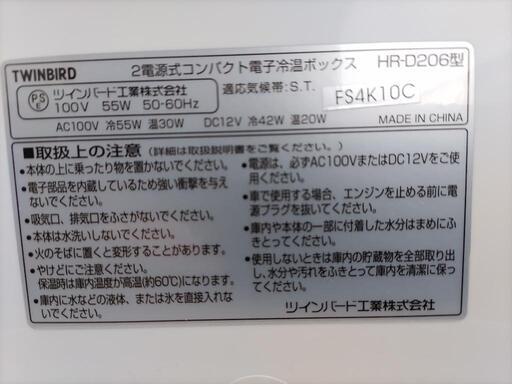 TWINBIRD 2電源式コンパクト電子冷温ボックス HR-D206型
PS E ツインバード工業株式会社 適応気候帯:S.T.
100V 55W 50-60Hz FS4K10C
AC100V 冷55W 温30W DC12V 冷42W 温20W MADE IN CHINA
■取扱上の注意(詳細は取扱説明書をご覧ください。)
●本体の上に乗ったり物を置かないでください。
●電子部品を内蔵しているため強い衝撃を与えないでください。
●吸気口、排気口をふさがないでください。
●本体は水洗いしないでください。
●火のそばに置くと変形することがあります。
●やけどにご注意ください。
保温時は庫内温度が高温(約60℃)になります。
●庫内に水などの液体、または氷を直接入れないでください。
●電源は、必ずAC100VまたはDC12Vをご使用ください。
●車で使用する場合、エンジンを止める前に電源プラグを抜いてください。
●庫内や本体の一部に付着した水分はまめにふきとってください。
●使用しないときは庫内の貯蔵物を全部取り出し、水分や汚れをふきとって庫内を清潔に保ってください。
ツインバード工業株式会社